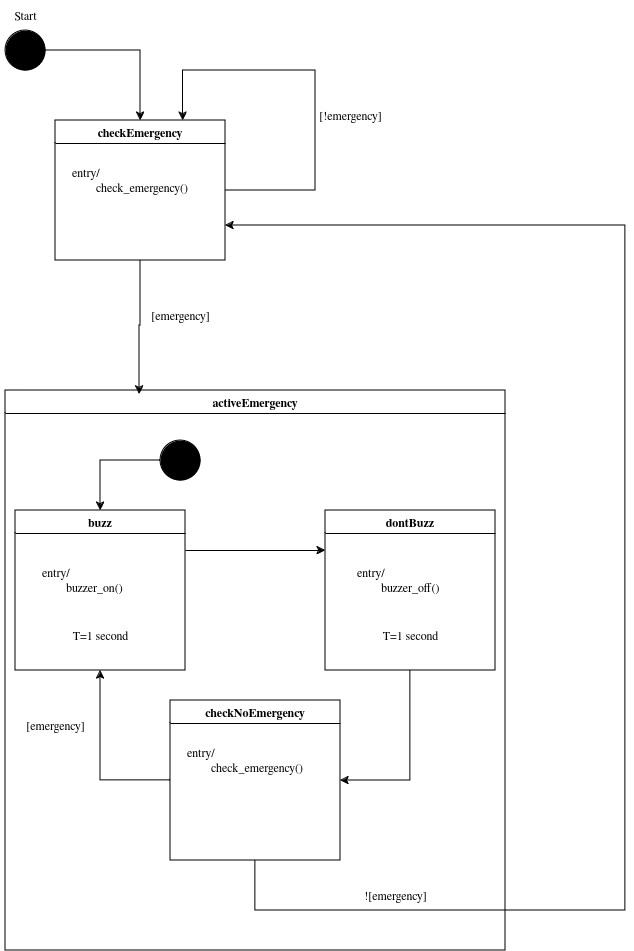 Start
checkEmergency
[!emergency]
entry/
check_emergency()
[emergency]
activeEmergency
buzz
dontBuzz
entry/
buzzer_on()
entry/
buzzer_off()
T=1 second
T=1 second
checkNoEmergency
[emergency]
entry/
check_emergency()
![emergency]